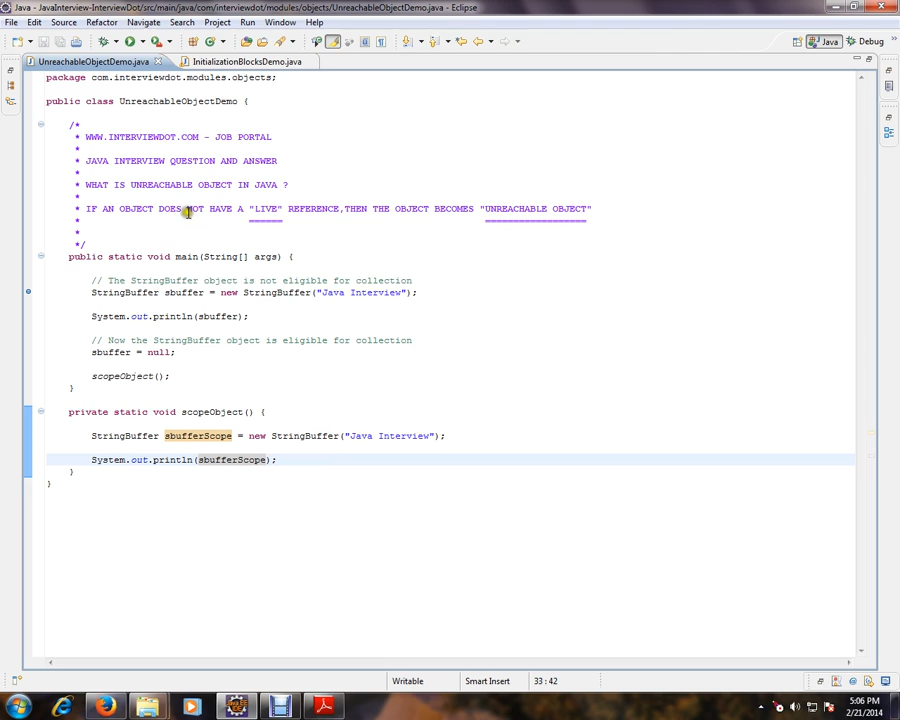 Java - JavaInterview-InterviewDot/src/main/java/com/interviewdot/modules/objects/UnreachableObjectDemo.java - Eclipse
File Edit Source Refactor Navigate Search Project Run Window Help
Java Debug
UnreachableObjectDemo.java InitializationBlocksDemo.java
package com.interviewdot.modules.objects;
public class UnreachableObjectDemo {
/*
* WWW.INTERVIEWDOT.COM - JOB PORTAL
*
* JAVA INTERVIEW QUESTION AND ANSWER
*
* WHAT IS UNREACHABLE OBJECT IN JAVA ?
*
* IF AN OBJECT DOES NOT HAVE A "LIVE" REFERENCE,THEN THE OBJECT BECOMES "UNREACHABLE OBJECT"
* ====== ==================
*
*/
public static void main(String[] args) {
// The StringBuffer object is not eligible for collection
StringBuffer sbuffer = new StringBuffer("Java Interview");
System.out.println(sbuffer);
// Now the StringBuffer object is eligible for collection
sbuffer = null;
scopeObject();
}
private static void scopeObject() {
StringBuffer sbufferScope = new StringBuffer("Java Interview");
System.out.println(sbufferScope);
}
}
Writable Smart Insert 33 : 42
5:06 PM
2/21/2014